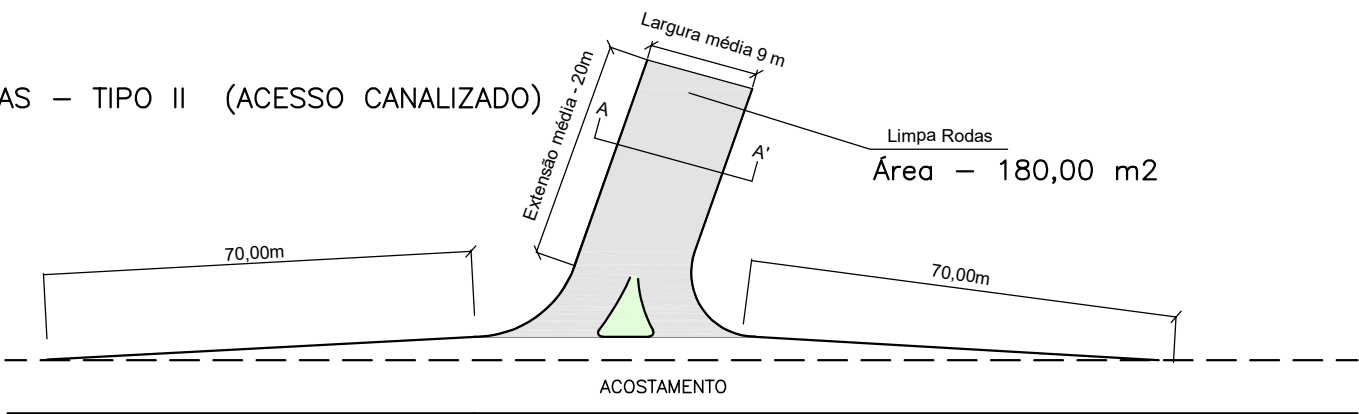 Largura média 9 m
AS – TIPO II (ACESSO CANALIZADO)
Extensão média - 20m
A
A'
Limpa Rodas
Área – 180,00 m2
70,00m
70,00m
ACOSTAMENTO